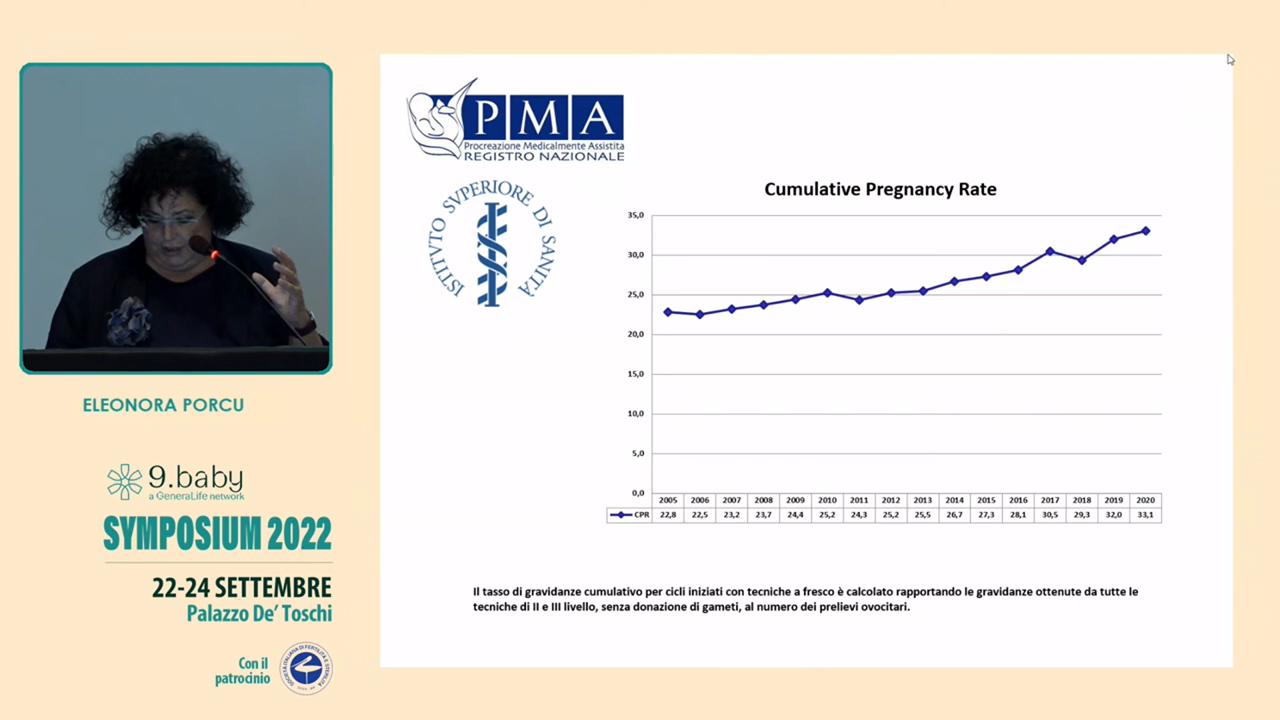 ELEONORA PORCU
9.baby
a GeneraLife network
SYMPOSIUM 2022
22-24 SETTEMBRE
Palazzo De' Toschi
Con il
patrocinio
PMA
Procreazione Medicalmente Assistita
REGISTRO NAZIONALE
ISTITVTO SVPERIORE DI SANITÀ
Cumulative Pregnancy Rate
35,0
30,0
25,0
20,0
15,0
10,0
5,0
0,0
2005 2006 2007 2008 2009 2010 2011 2012 2013 2014 2015 2016 2017 2018 2019 2020
CPR 22,8 22,5 23,2 23,7 24,4 25,2 24,3 25,2 25,5 26,7 27,3 28,1 30,5 29,3 32,0 33,1
Il tasso di gravidanze cumulativo per cicli iniziati con tecniche a fresco è calcolato rapportando le gravidanze ottenute da tutte le
tecniche di II e III livello, senza donazione di gameti, al numero dei prelievi ovocitari.